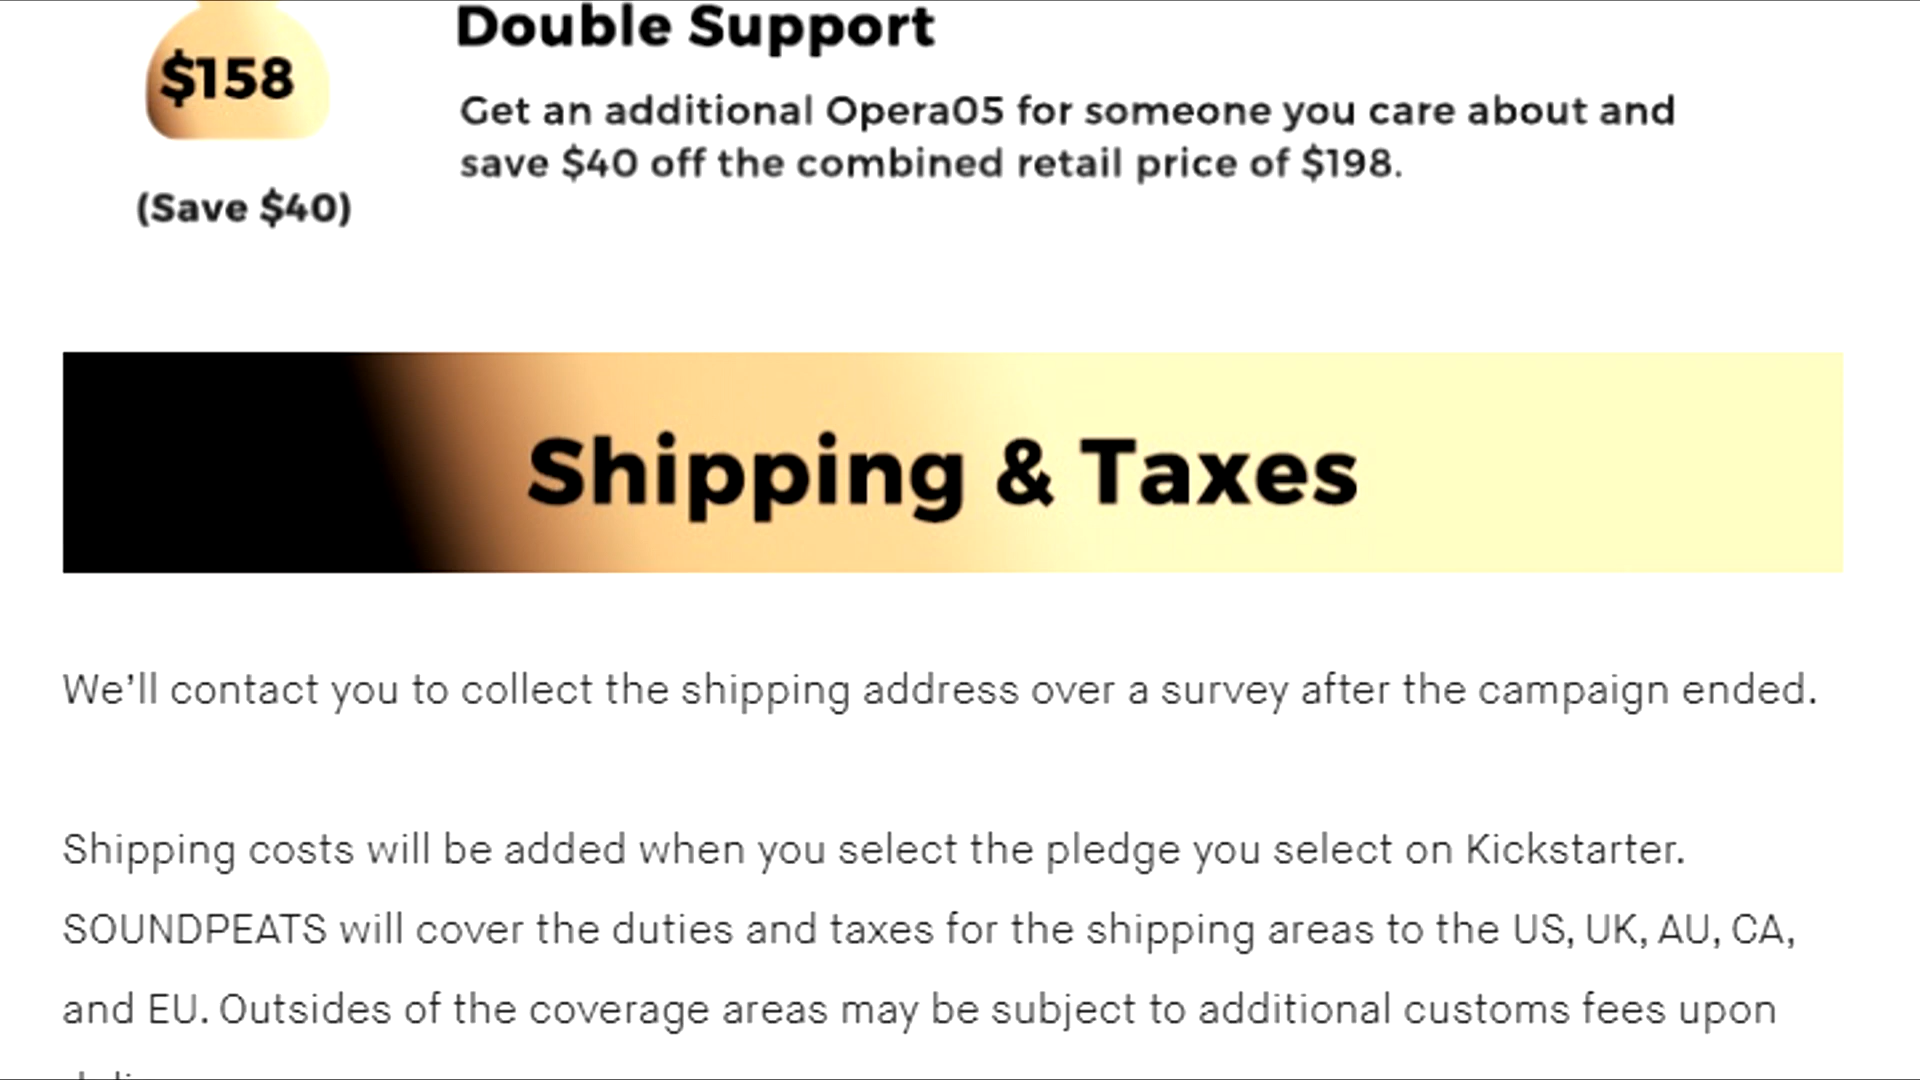 Double Support
$158
Get an additional Opera05 for someone you care about and
save $40 off the combined retail price of $198.
(Save $40)
Shipping & Taxes
We'll contact you to collect the shipping address over a survey after the campaign ended.
Shipping costs will be added when you select the pledge you select on Kickstarter.
SOUNDPEATS will cover the duties and taxes for the shipping areas to the US, UK, AU, CA,
and EU. Outsides of the coverage areas may be subject to additional customs fees upon